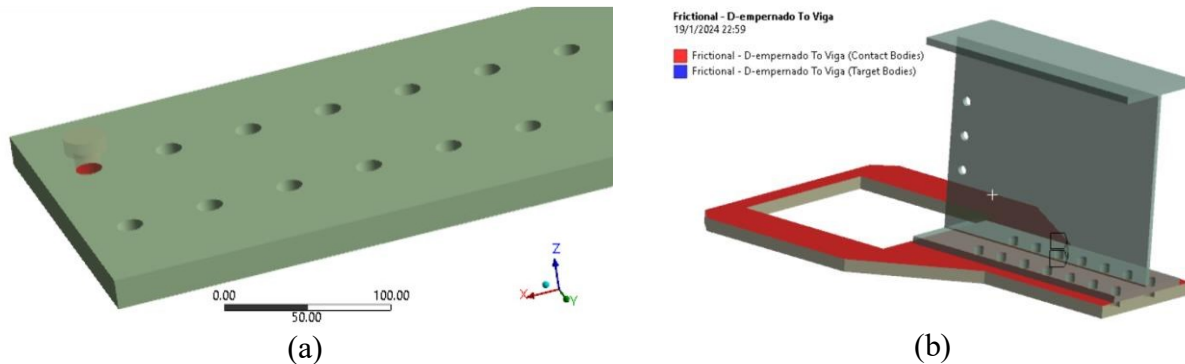 Frictional - D-empernado To Viga
19/1/2024 22:59
Frictional - D-empernado To Viga (Contact Bodies)
Frictional - D-empernado To Viga (Target Bodies)
Z
X
Y
0.00 100.00
50.00
(a)
(b)